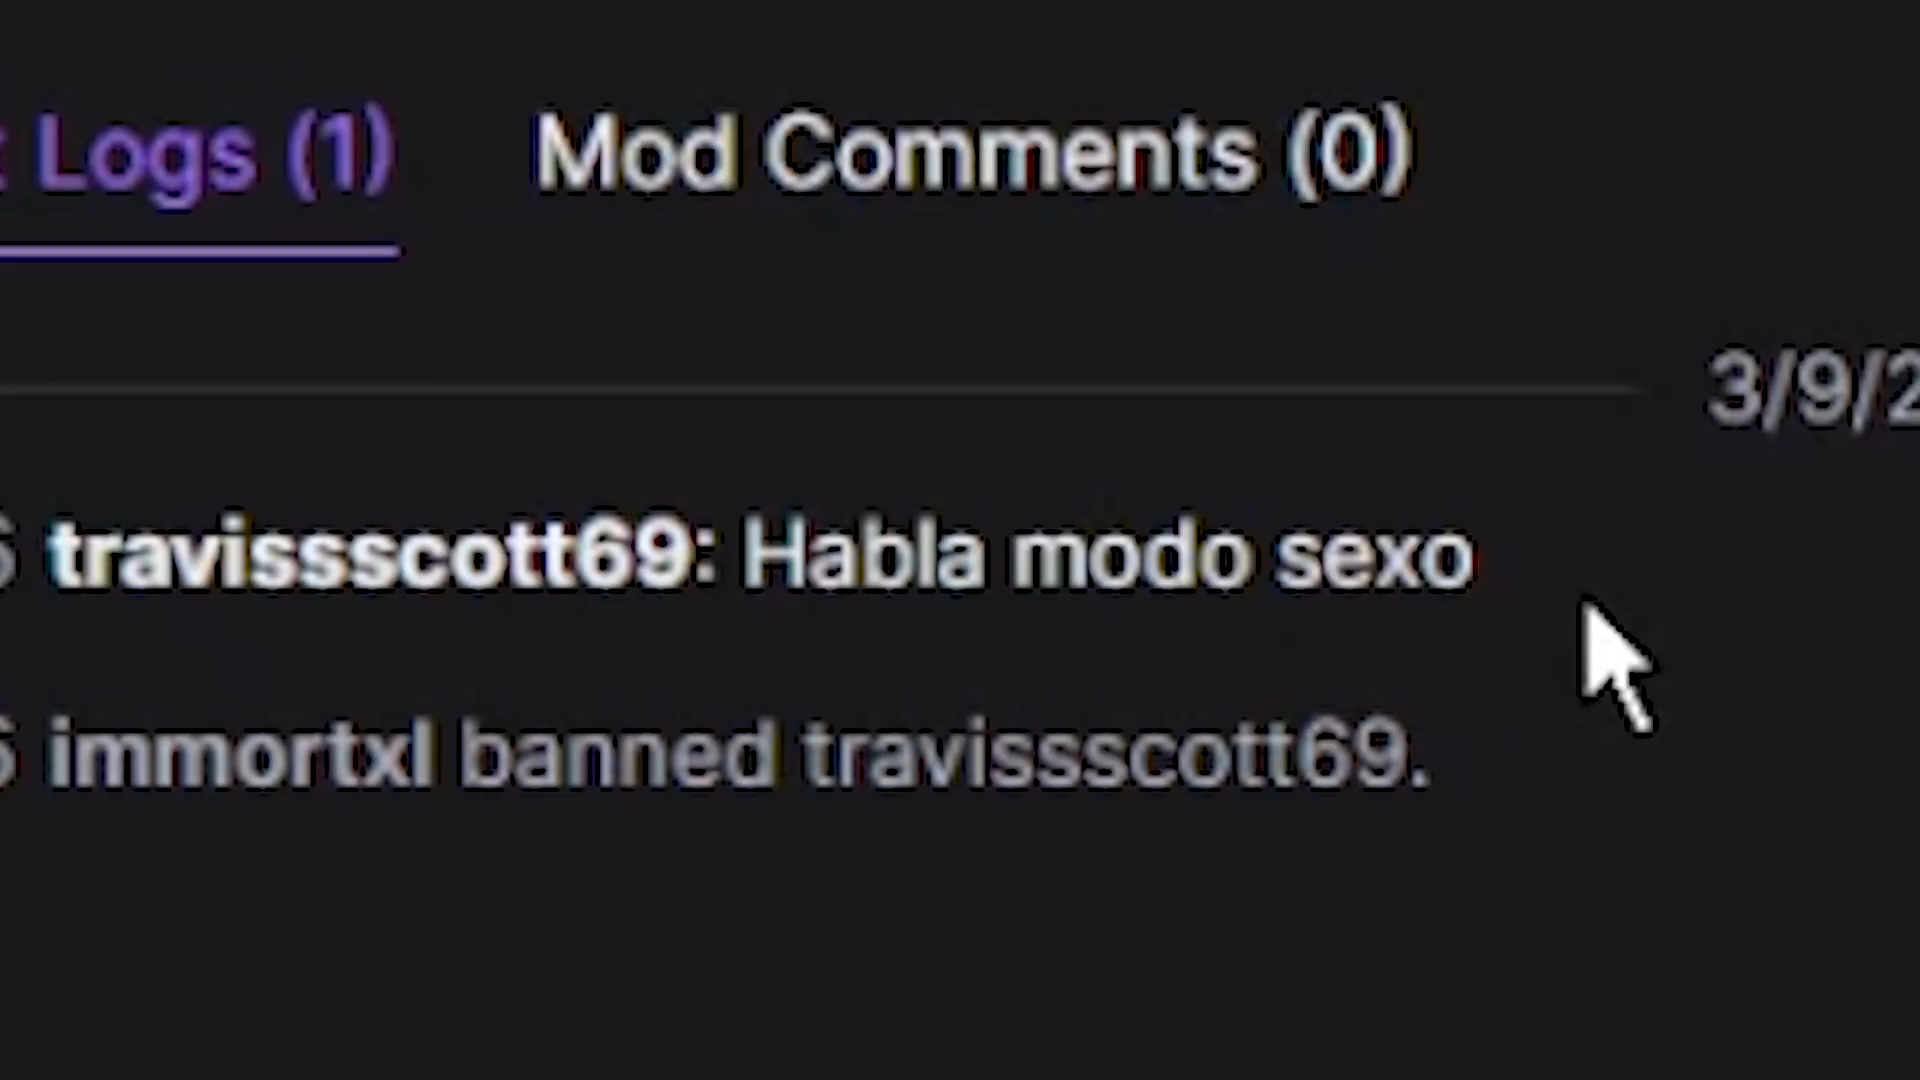 Logs (1) Mod Comments (0)
3/9/2
travissscott69: Habla modo sexo
immortxl banned travissscott69.